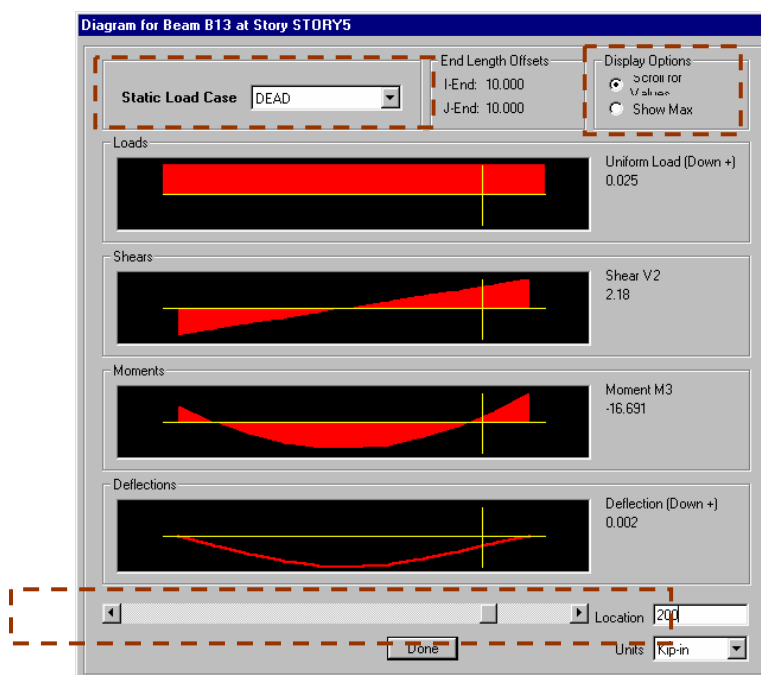 Diagram for Beam B13 at Story STORY5
Static Load Case DEAD
End Length Offsets
I-End: 10.000
J-End: 10.000
Display Options
Scroll for
Values
Show Max
Loads
Uniform Load (Down +)
0.025
Shears
Shear V2
2.18
Moments
Moment M3
-16.691
Deflections
Deflection (Down +)
0.002
Location 200
Done
Units Kip-in